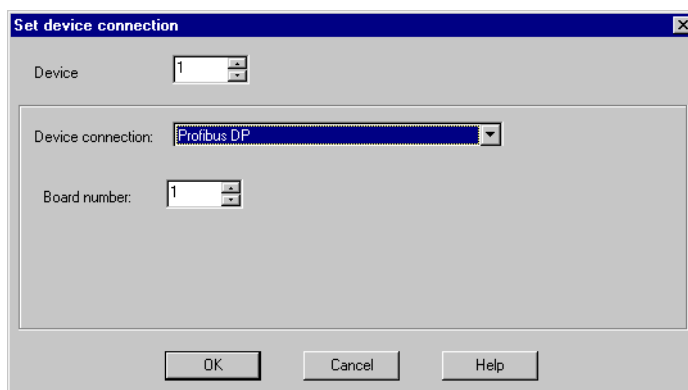 Set device connection
Device 1
Device connection: Profibus DP
Board number: 1
OK Cancel Help